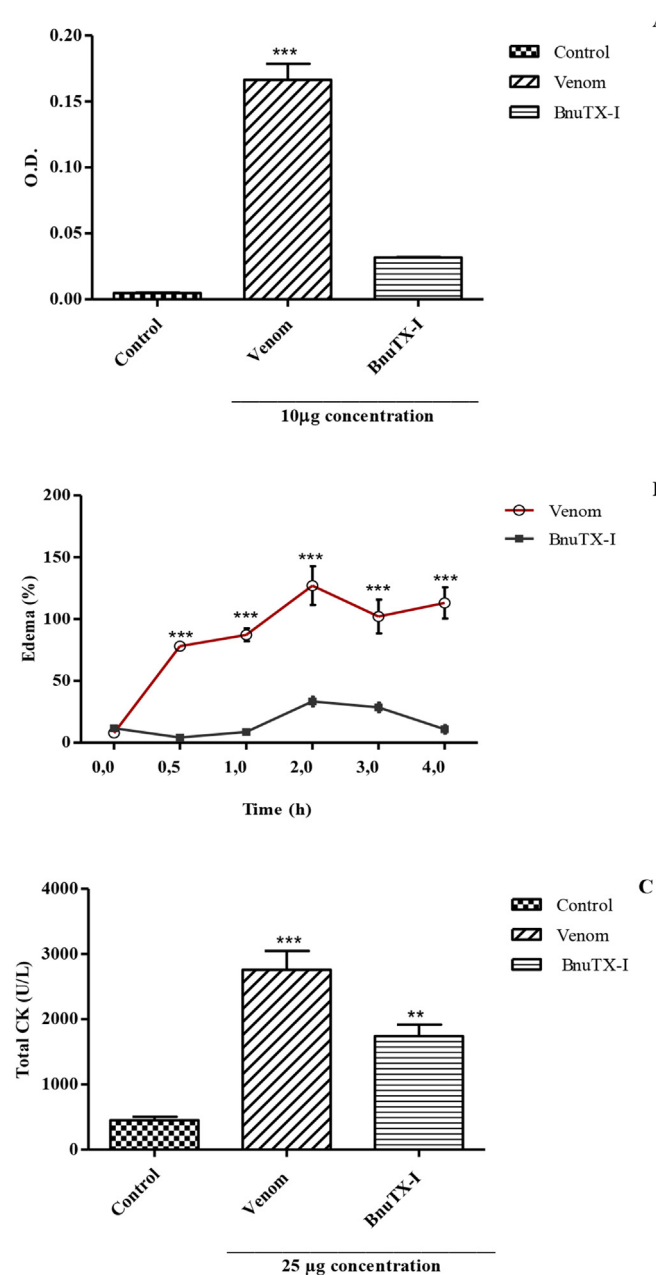 A
0.20
0.15
0.10
0.05
0.00
O.D.
***
Control
Venom
BnuTX-I
Control
Venom
BnuTX-I
10µg concentration
200
150
100
50
0
Edema (%)
***
***
***
***
***
Venom
BnuTX-I
0,0 0,5 1,0 2,0 3,0 4,0
Time (h)
C
4000
3000
2000
1000
0
Total CK (U/L)
***
**
Control
Venom
BnuTX-I
Control
Venom
BnuTX-I
25 µg concentration